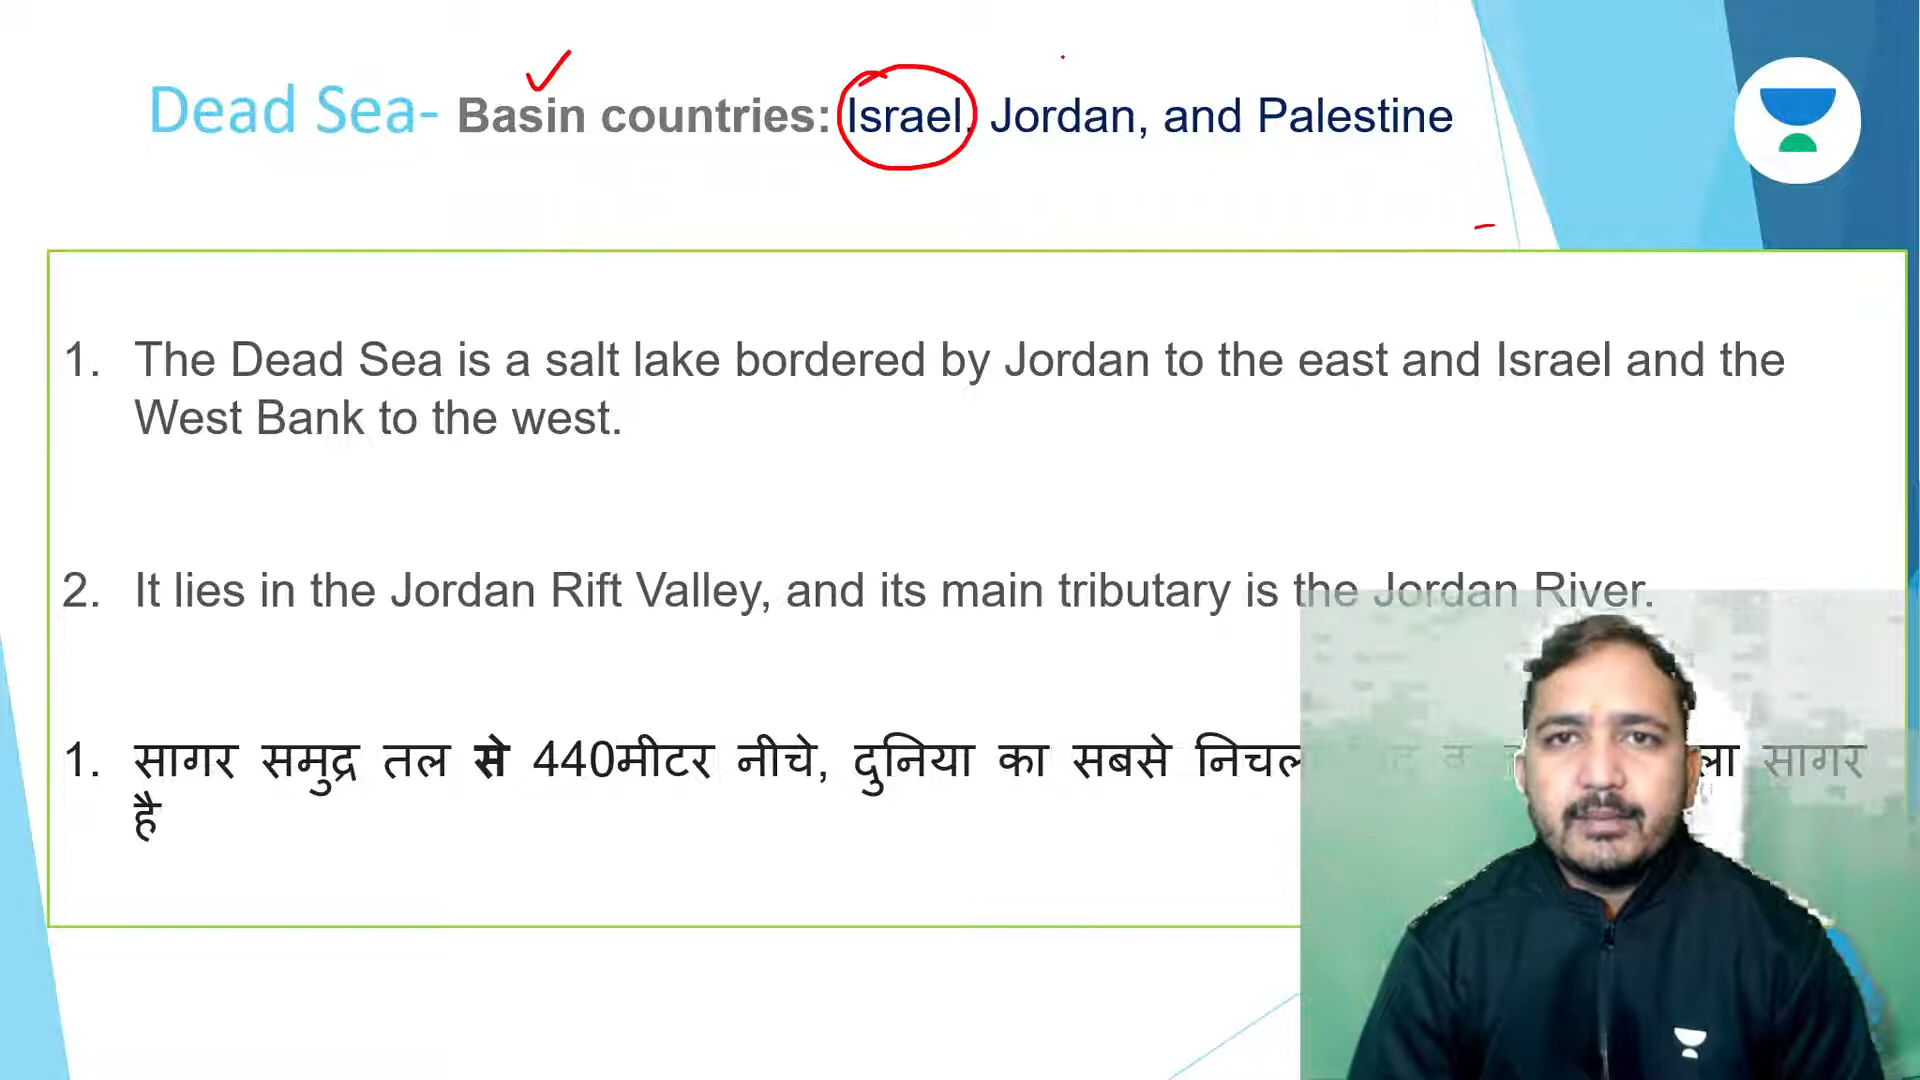 Dead Sea- Basin countries: Israel, Jordan, and Palestine
1. The Dead Sea is a salt lake bordered by Jordan to the east and Israel and the
West Bank to the west.
2. It lies in the Jordan Rift Valley, and its main tributary is the Jordan River.
1. सागर समुद्र तल से 440मीटर नीचे, दुनिया का सबसे सागर
है